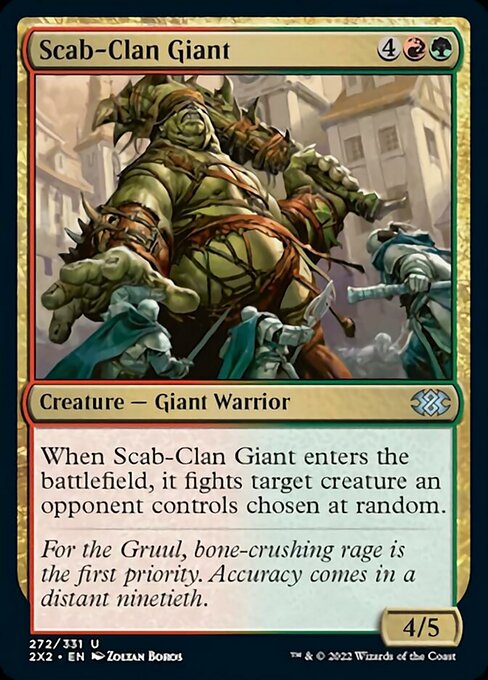 Scab-Clan Giant 4
Creature — Giant Warrior
When Scab-Clan Giant enters the
battlefield, it fights target creature an
opponent controls chosen at random.
For the Gruul, bone-crushing rage is
the first priority. Accuracy comes in a
distant ninetieth.
4/5
272/331 U
2X2 • EN Zoltan Boros
™ & © 2022 Wizards of the Coast